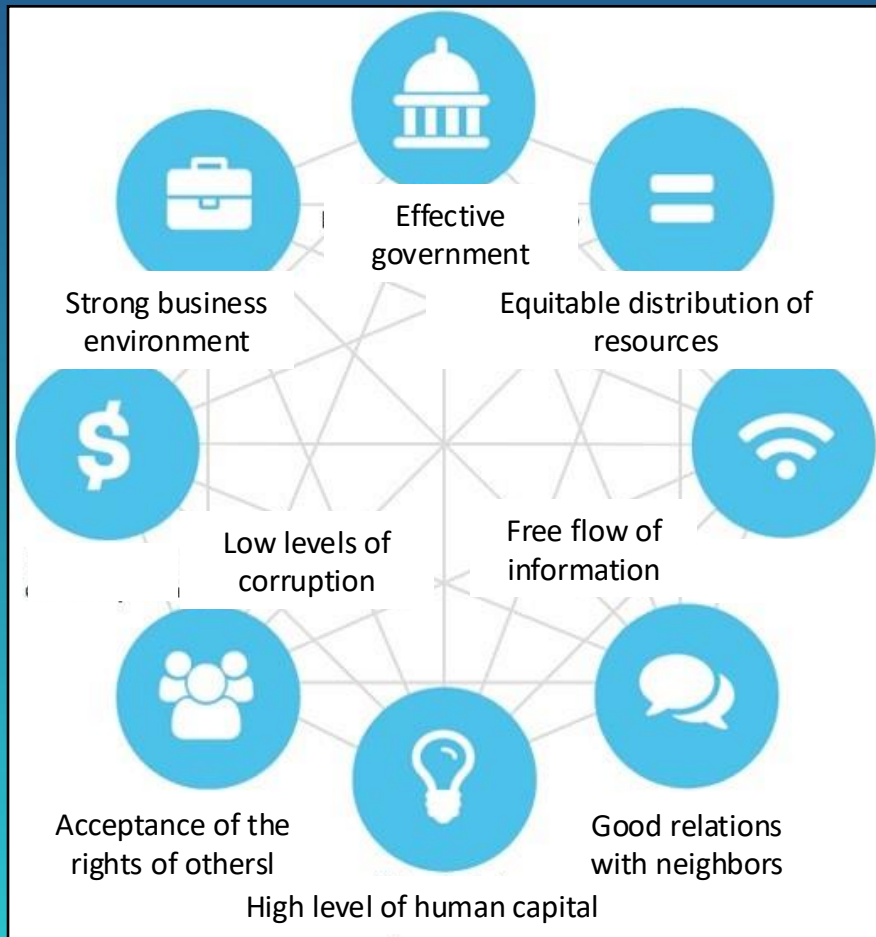 Effective
government
Strong business
environment
Equitable distribution of
resources
$
Low levels of
corruption
Free flow of
information
Acceptance of the
rights of othersl
Good relations
with neighbors
High level of human capital